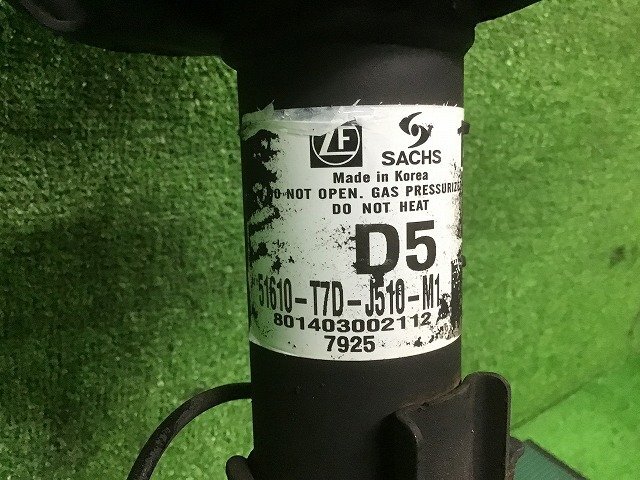 ZF
SACHS
Made in Korea
DO NOT OPEN. GAS PRESSURIZE
DO NOT HEAT
D5
51610-T7D-J510-M1
801403002112
7925